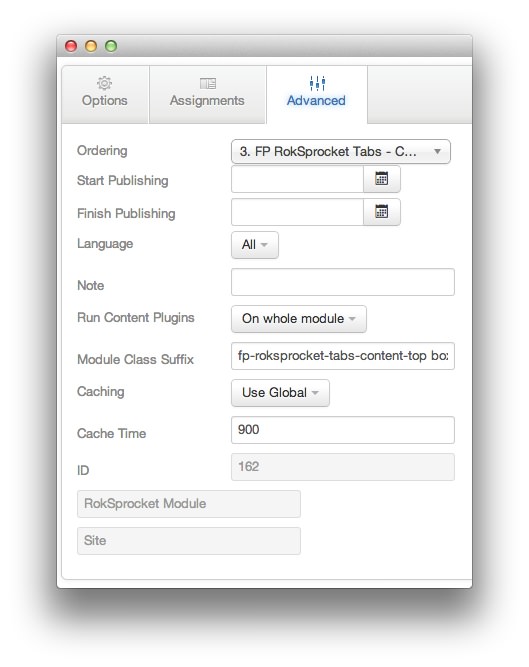 Options
Assignments
Advanced
Ordering
3. FP RokSprocket Tabs - C...
Start Publishing
Finish Publishing
Language
All
Note
Run Content Plugins
On whole module
Module Class Suffix
fp-roksprocket-tabs-content-top
Caching
Use Global
Cache Time
900
ID
162
RokSprocket Module
Site